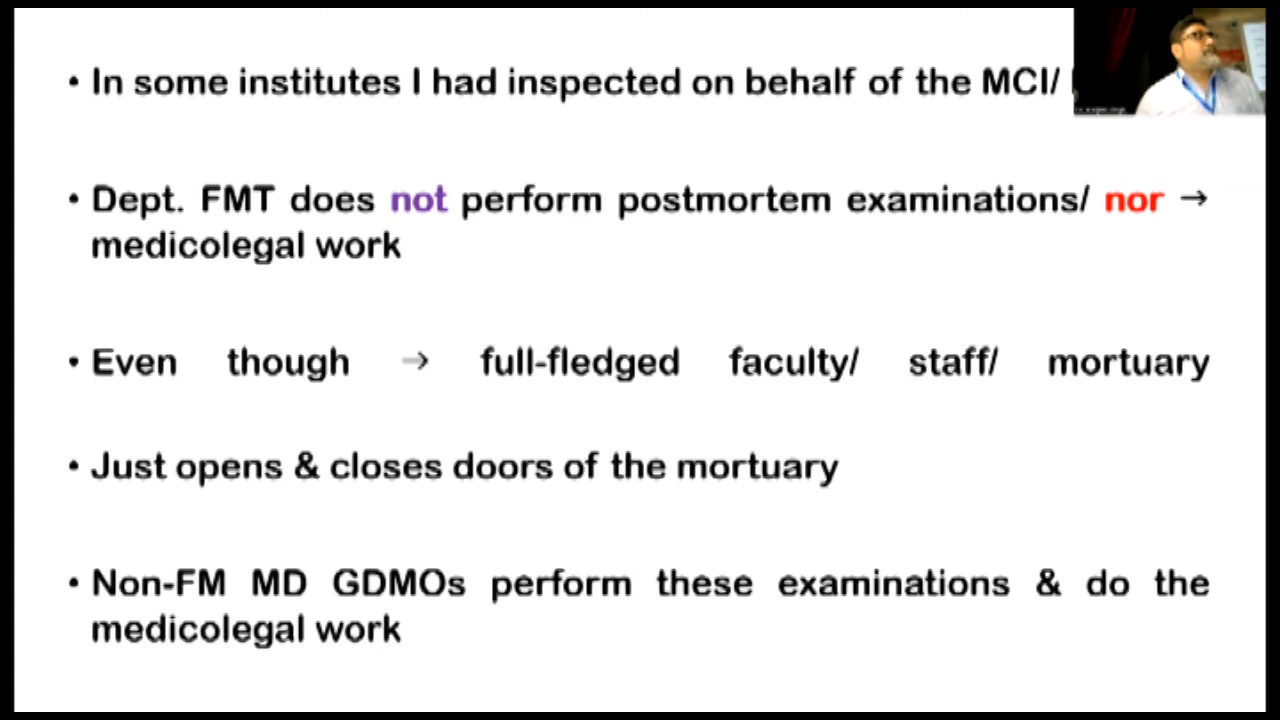 • In some institutes I had inspected on behalf of the MCI/
• Dept. FMT does not perform postmortem examinations/ nor →
medicolegal work
• Even though → full-fledged faculty/ staff/ mortuary
• Just opens & closes doors of the mortuary
• Non-FM MD GDMOs perform these examinations & do the
medicolegal work